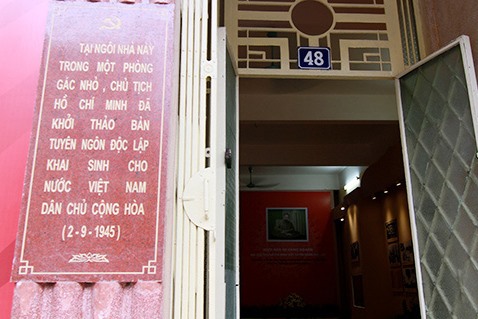 TẠI NGÔI NHÀ NÀY
TRONG MỘT PHÒNG
GÁC NHỎ, CHỦ TỊCH
HỒ CHÍ MINH ĐÃ
KHỞI THẢO BẢN
TUYÊN NGÔN ĐỘC LẬP
KHAI SINH CHO
NƯỚC VIỆT NAM
DÂN CHỦ CỘNG HÒA
(2-9-1945)
48